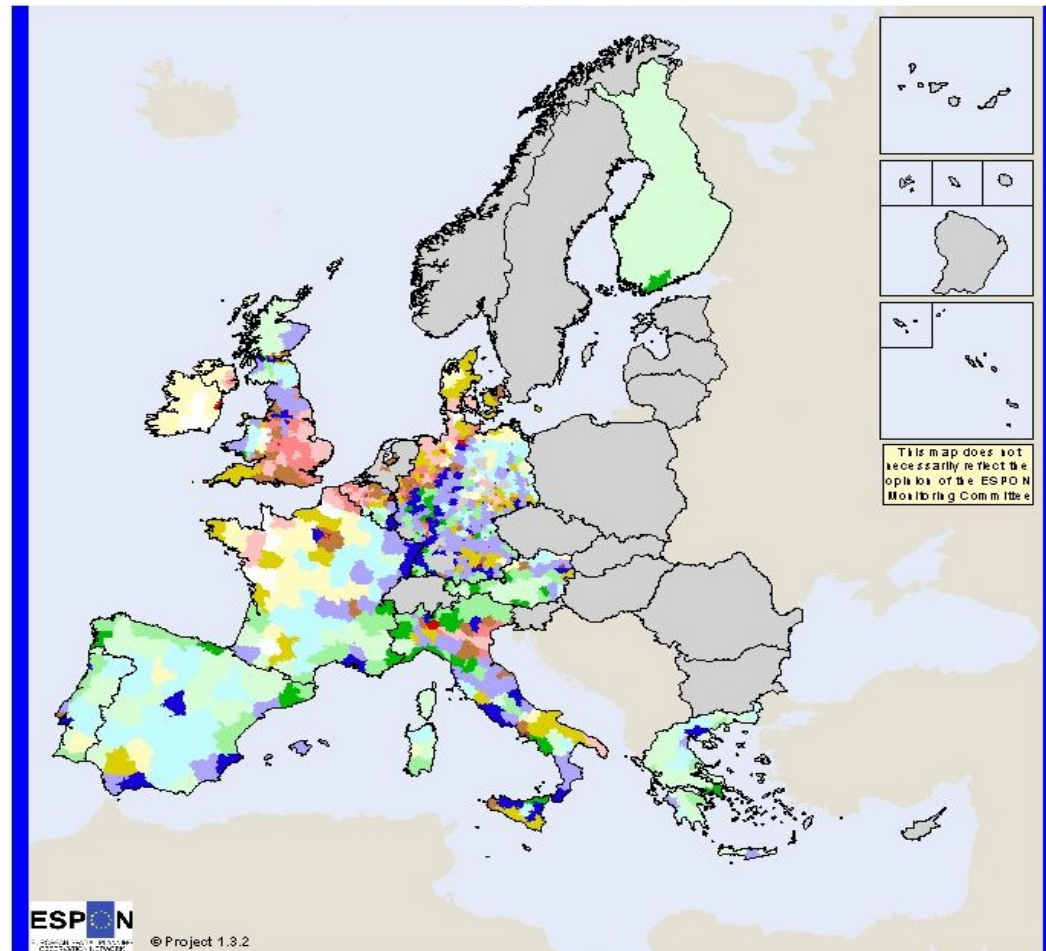 This map does not
necessarily reflect the
opinion of the ESPON
Monitoring Committee
ESPON
© Project 1.3.2